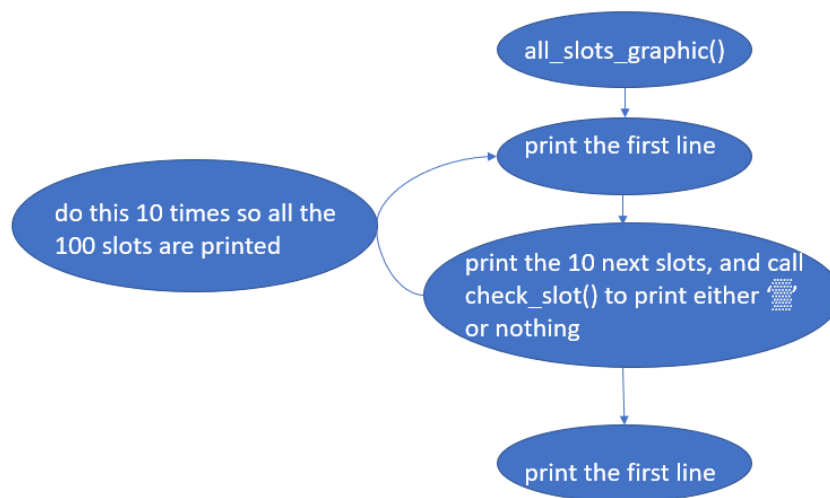 all_slots_graphic()
print the first line
do this 10 times so all the
100 slots are printed
print the 10 next slots, and call
check_slot() to print either ‘▒’
or nothing
print the first line